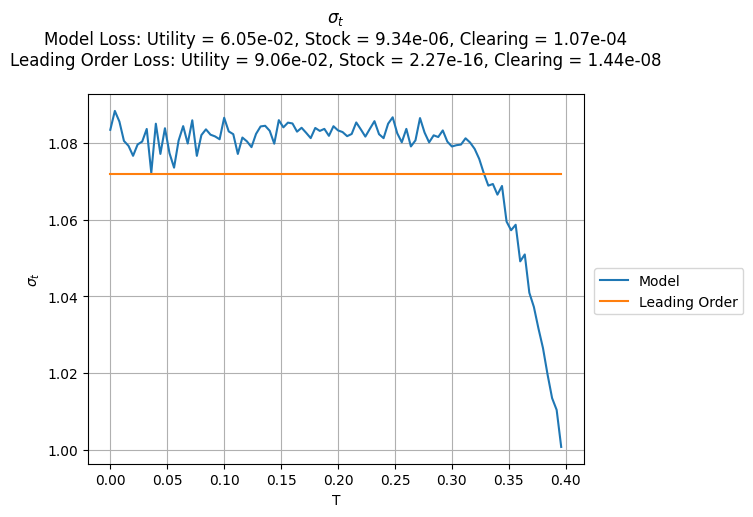 σt
Model Loss: Utility = 6.05e-02, Stock = 9.34e-06, Clearing = 1.07e-04
Leading Order Loss: Utility = 9.06e-02, Stock = 2.27e-16, Clearing = 1.44e-08
1.08
1.06
1.04
1.02
1.00
σt
0.00 0.05 0.10 0.15 0.20 0.25 0.30 0.35 0.40
T
Model
Leading Order